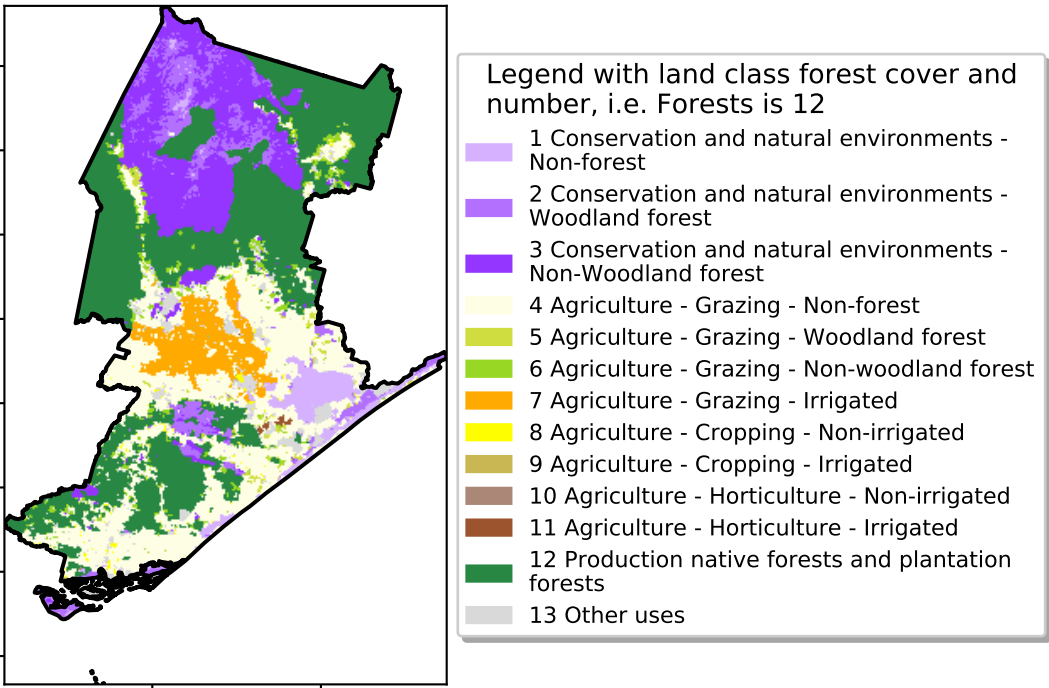 Legend with land class forest cover and
number, i.e. Forests is 12
1 Conservation and natural environments -
Non-forest
2 Conservation and natural environments -
Woodland forest
3 Conservation and natural environments -
Non-Woodland forest
4 Agriculture - Grazing - Non-forest
5 Agriculture - Grazing - Woodland forest
6 Agriculture - Grazing - Non-woodland forest
7 Agriculture - Grazing - Irrigated
8 Agriculture - Cropping - Non-irrigated
9 Agriculture - Cropping - Irrigated
10 Agriculture - Horticulture - Non-irrigated
11 Agriculture - Horticulture - Irrigated
12 Production native forests and plantation
forests
13 Other uses